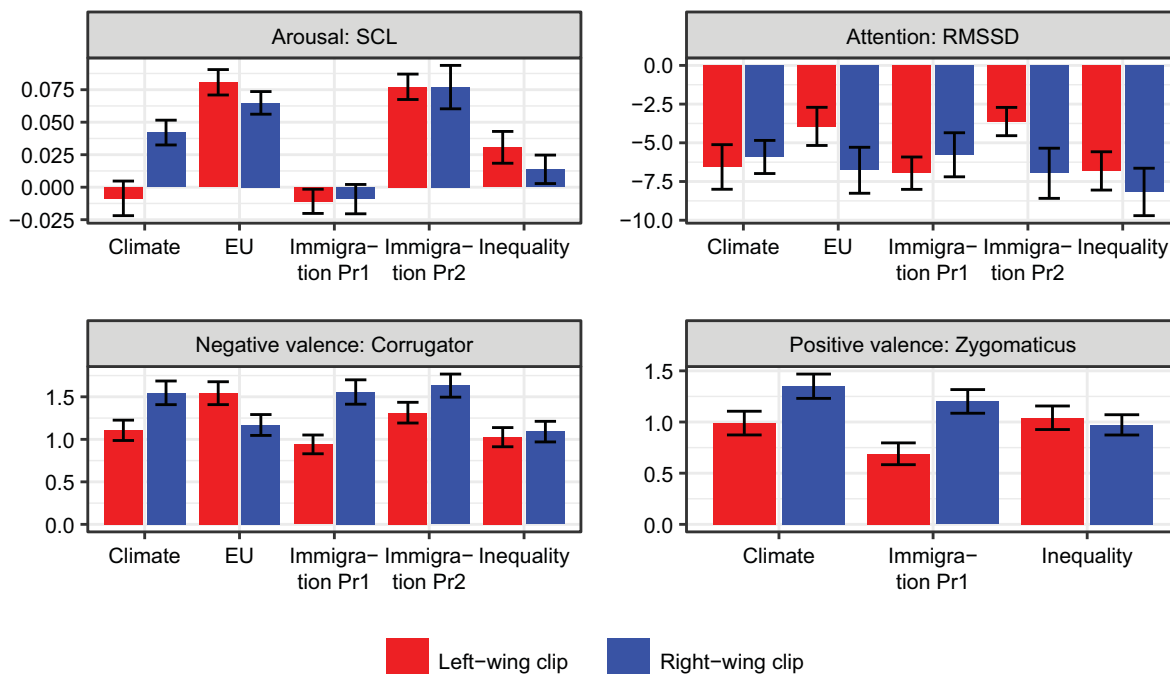 Arousal: SCL
0.075
0.050
0.025
0.000
−0.025
Climate EU Immigra− Immigra− Inequality
tion Pr1 tion Pr2
Attention: RMSSD
0.0
−2.5
−5.0
−7.5
−10.0
Climate EU Immigra− Immigra− Inequality
tion Pr1 tion Pr2
Negative valence: Corrugator
1.5
1.0
0.5
0.0
Climate EU Immigra− Immigra− Inequality
tion Pr1 tion Pr2
Positive valence: Zygomaticus
1.5
1.0
0.5
0.0
Climate Immigra− Inequality
tion Pr1
Left−wing clip Right−wing clip